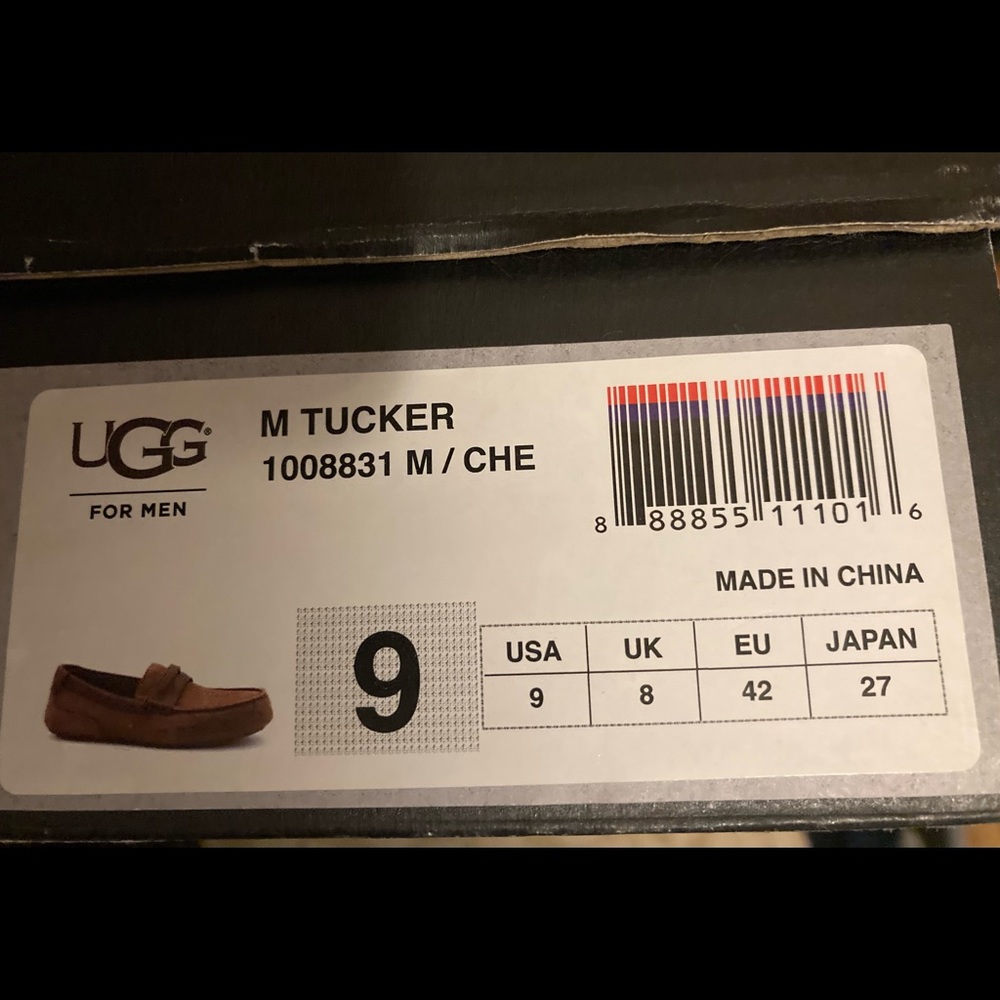 UGG®
FOR MEN
M TUCKER
1008831 M / CHE
8 88855 11101 6
MADE IN CHINA
9
USA UK EU JAPAN
9 8 42 27